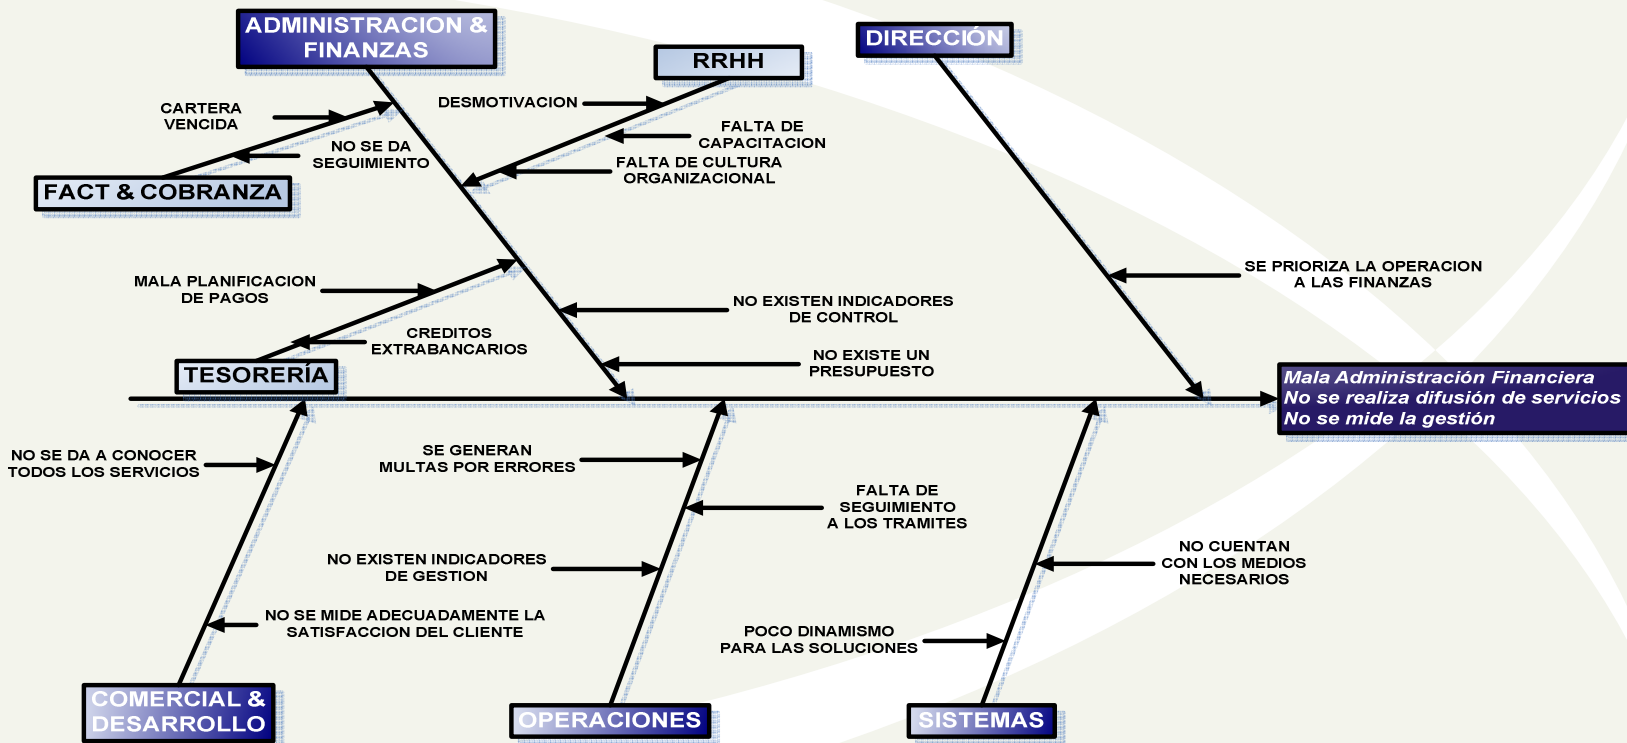 ADMINISTRACION &
FINANZAS
RRHH
DIRECCIÓN
CARTERA
VENCIDA
DESMOTIVACION
NO SE DA
SEGUIMIENTO
FALTA DE
CAPACITACION
FALTA DE CULTURA
ORGANIZACIONAL
FACT & COBRANZA
MALA PLANIFICACION
DE PAGOS
SE PRIORIZA LA OPERACION
A LAS FINANZAS
NO EXISTEN INDICADORES
DE CONTROL
CREDITOS
EXTRABANCARIOS
NO EXISTE UN
PRESUPUESTO
TESORERÍA
Mala Administración Financiera
No se realiza difusión de servicios
No se mide la gestión
NO SE DA A CONOCER
TODOS LOS SERVICIOS
SE GENERAN
MULTAS POR ERRORES
FALTA DE
SEGUIMIENTO
A LOS TRAMITES
NO EXISTEN INDICADORES
DE GESTION
NO CUENTAN
CON LOS MEDIOS
NECESARIOS
NO SE MIDE ADECUADAMENTE LA
SATISFACCION DEL CLIENTE
POCO DINAMISMO
PARA LAS SOLUCIONES
COMERCIAL &
DESARROLLO
OPERACIONES
SISTEMAS